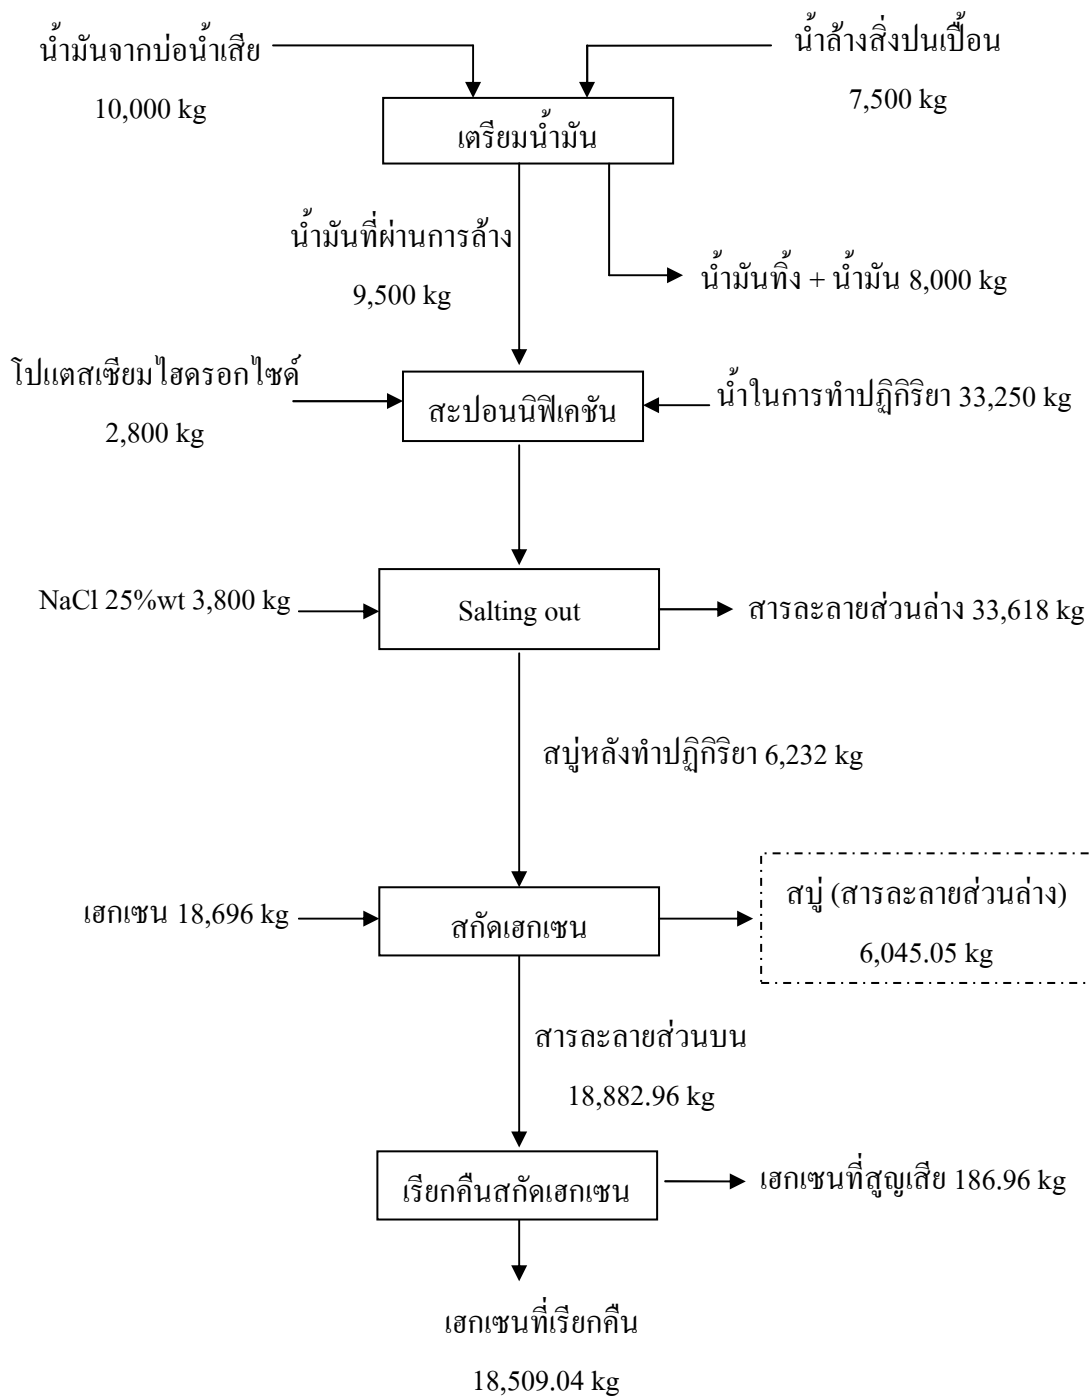 น้ำมันจากบ่อน้ำเสีย
10,000 kg
น้ำล้างสิ่งปนเปื้อน
7,500 kg
เตรียมน้ำมัน
น้ำมันที่ผ่านการล้าง
9,500 kg
น้ำมันทิ้ง + น้ำมัน 8,000 kg
โปแตสเซียมไฮดรอกไซด์
2,800 kg
สะปอนนิฟิเคชัน
น้ำในการทำปฏิกิริยา 33,250 kg
NaCl 25%wt 3,800 kg
Salting out
สารละลายส่วนล่าง 33,618 kg
สบู่หลังทำปฏิกิริยา 6,232 kg
เฮกเซน 18,696 kg
สกัดเฮกเซน
สบู่ (สารละลายส่วนล่าง)
6,045.05 kg
สารละลายส่วนบน
18,882.96 kg
เรียกคืนสกัดเฮกเซน
เฮกเซนที่สูญเสีย 186.96 kg
เฮกเซนที่เรียกคืน
18,509.04 kg